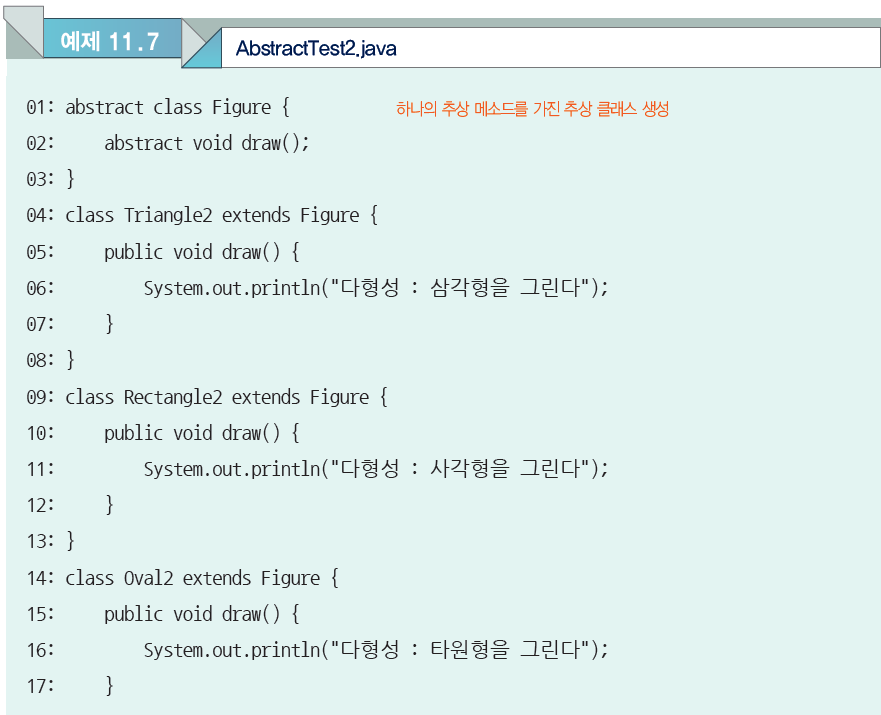 예제 11.7 AbstractTest2.java
01: abstract class Figure { 하나의 추상 메소드를 가진 추상 클래스 생성
02:     abstract void draw();
03: }
04: class Triangle2 extends Figure {
05:     public void draw() {
06:         System.out.println("다형성 : 삼각형을 그린다");
07:     }
08: }
09: class Rectangle2 extends Figure {
10:     public void draw() {
11:         System.out.println("다형성 : 사각형을 그린다");
12:     }
13: }
14: class Oval2 extends Figure {
15:     public void draw() {
16:         System.out.println("다형성 : 타원형을 그린다");
17:     }